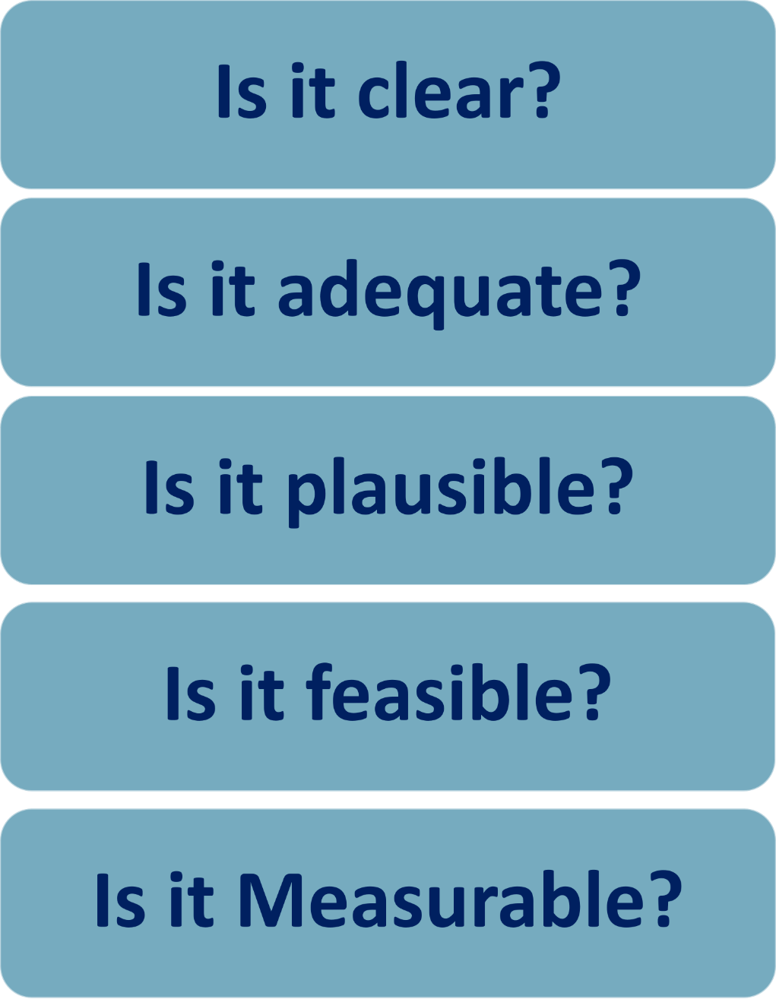 Is it clear?
Is it adequate?
Is it plausible?
Is it feasible?
Is it Measurable?